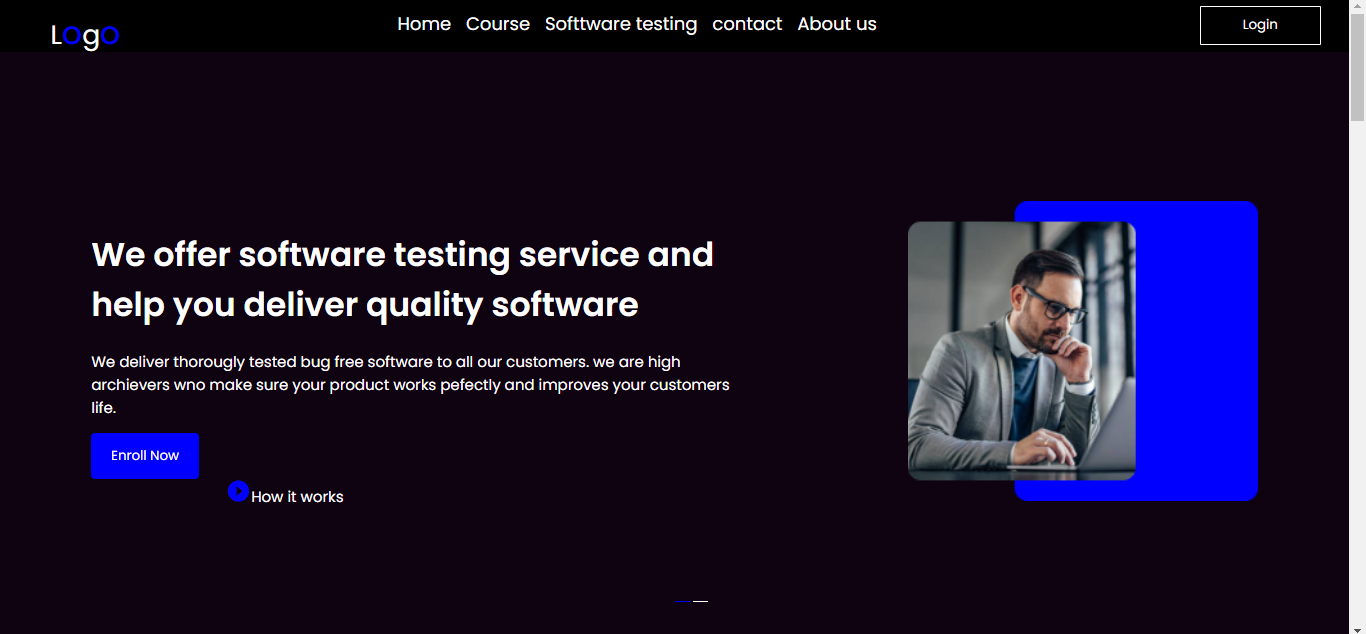 Logo
Home Course Softtware testing contact About us
Login
We offer software testing service and
help you deliver quality software
We deliver thorougly tested bug free software to all our customers. we are high
archievers wno make sure your product works pefectly and improves your customers
life.
Enroll Now
How it works